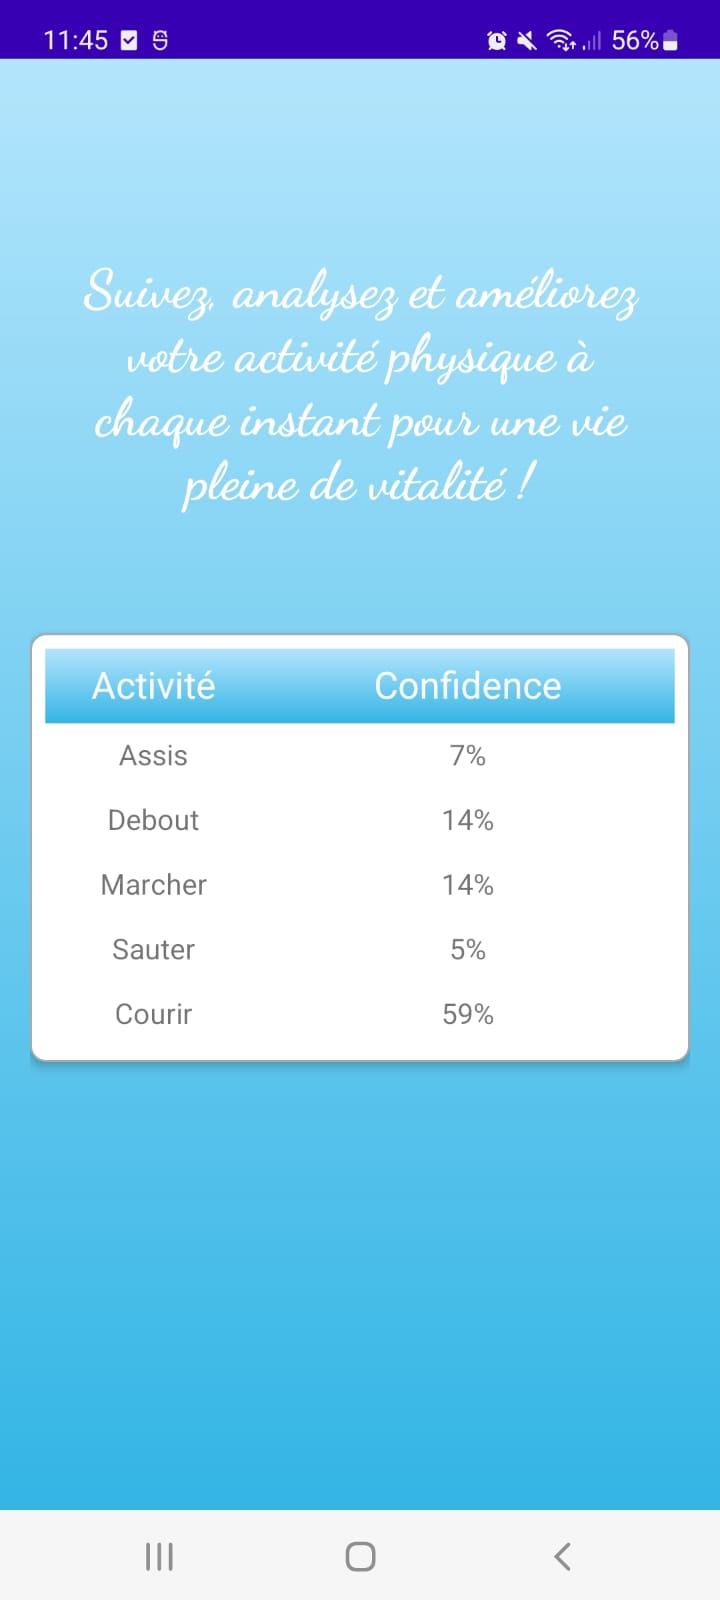 11:45 56%
Suivez, analysez et améliorez
votre activité physique à
chaque instant pour une vie
pleine de vitalité !
Activité Confidence
Assis 7%
Debout 14%
Marcher 14%
Sauter 5%
Courir 59%